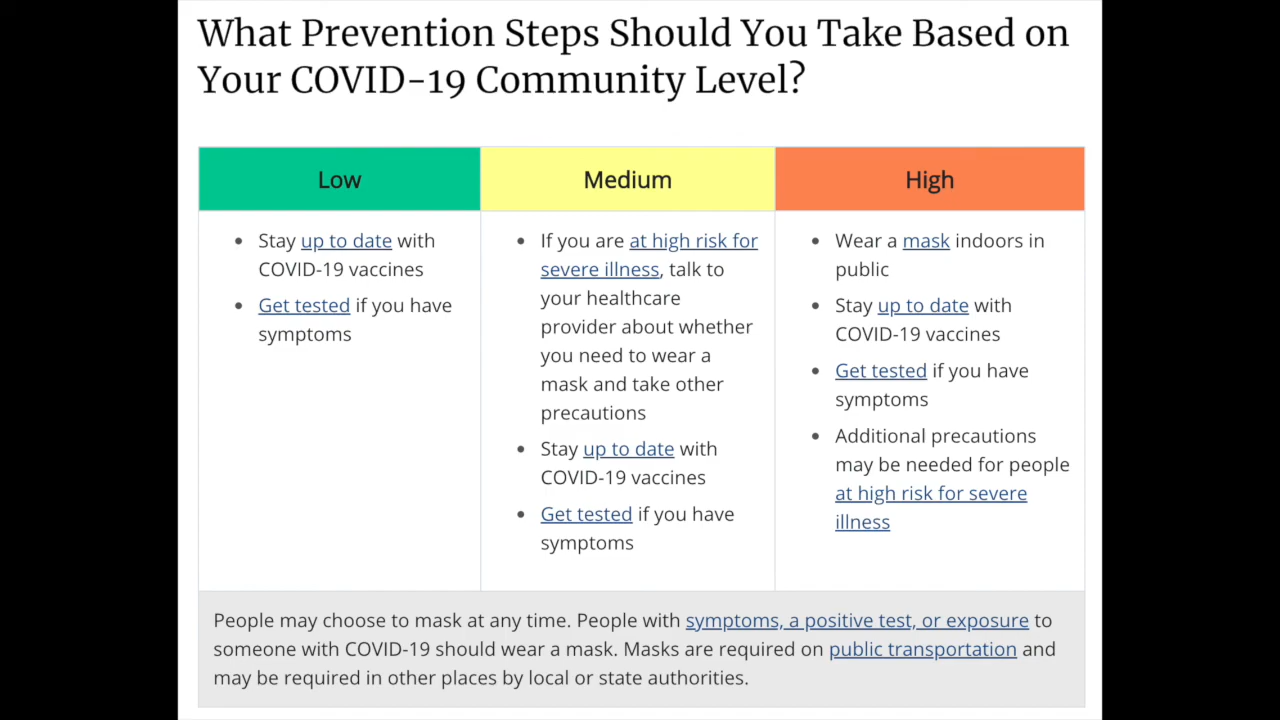 What Prevention Steps Should You Take Based on
Your COVID-19 Community Level?
Low
Stay up to date with
COVID-19 vaccines
Get tested if you have
symptoms
Medium
If you are at high risk for
severe illness, talk to
your healthcare
provider about whether
you need to wear a
mask and take other
precautions
Stay up to date with
COVID-19 vaccines
Get tested if you have
symptoms
High
Wear a mask indoors in
public
Stay up to date with
COVID-19 vaccines
Get tested if you have
symptoms
Additional precautions
may be needed for people
at high risk for severe
illness
People may choose to mask at any time. People with symptoms, a positive test, or exposure to
someone with COVID-19 should wear a mask. Masks are required on public transportation and
may be required in other places by local or state authorities.